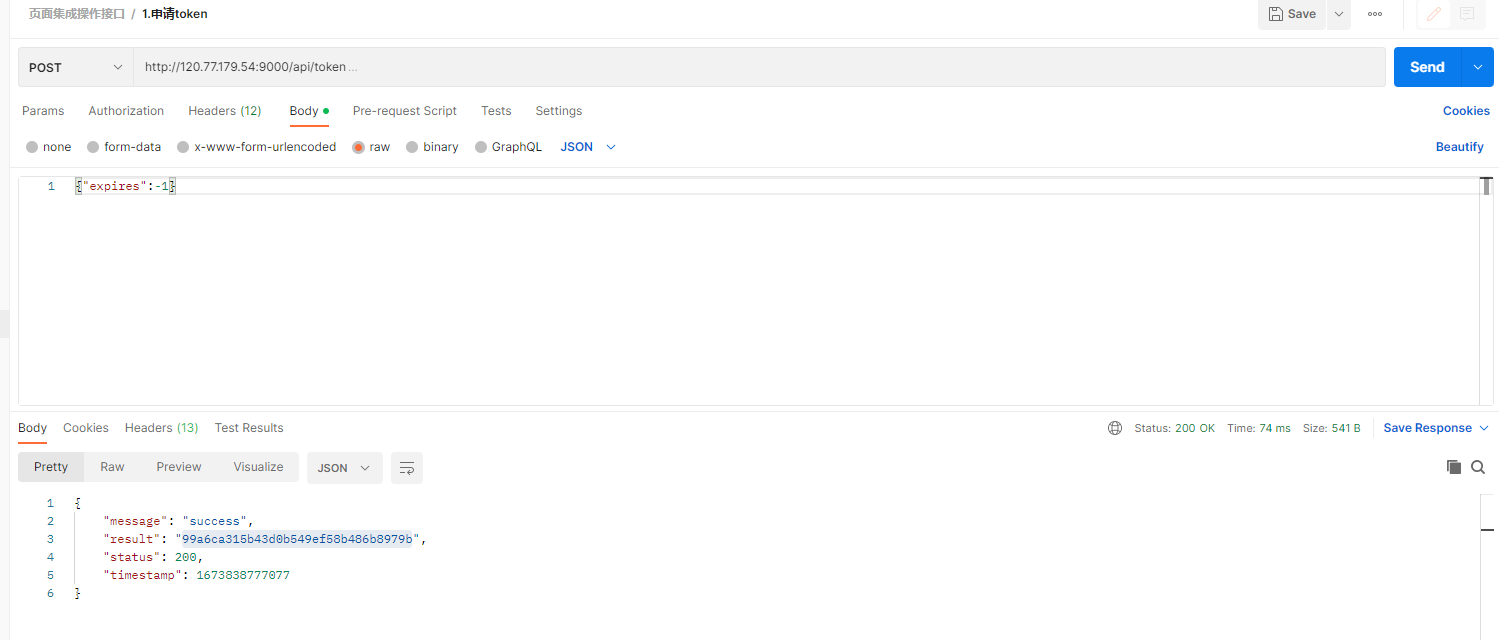 页面集成操作接口 / 1.申请token
Save
POST
http://120.77.179.54:9000/api/token ...
Send
Params Authorization Headers (12) Body Pre-request Script Tests Settings
Cookies
none form-data x-www-form-urlencoded raw binary GraphQL JSON
Beautify
1 {"expires":-1}
Body Cookies Headers (13) Test Results
Status: 200 OK Time: 74 ms Size: 541 B Save Response
Pretty Raw Preview Visualize JSON
1 {
2 "message": "success",
3 "result": "99a6ca315b43d0b549ef58b486b8979b",
4 "status": 200,
5 "timestamp": 1673838777077
6 }